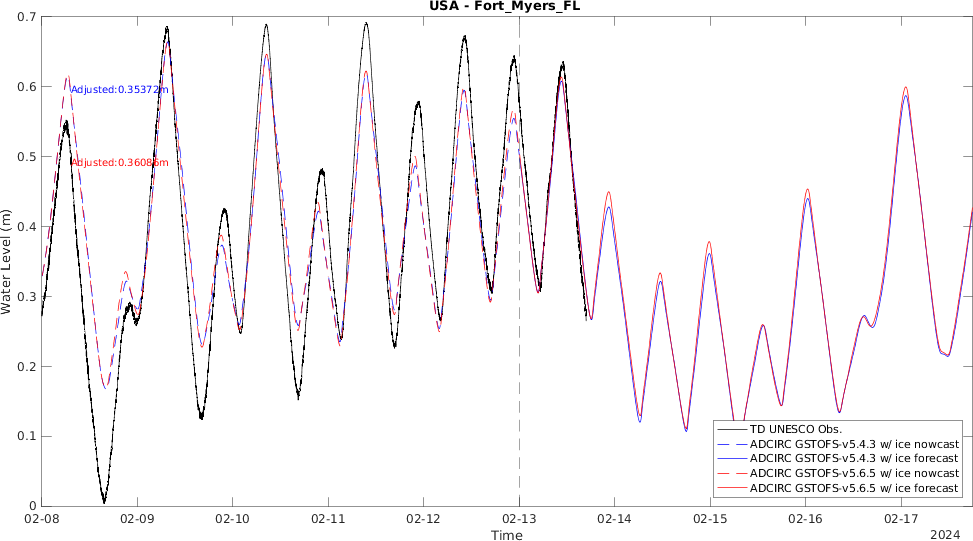 USA - Fort_Myers_FL
0.7
0.6
0.5
0.4
0.3
0.2
0.1
0
Water Level (m)
Adjusted:0.35372m
Adjusted:0.36086m
TD UNESCO Obs.
ADCIRC GSTOFS-v5.4.3 w/ ice nowcast
ADCIRC GSTOFS-v5.4.3 w/ ice forecast
ADCIRC GSTOFS-v5.6.5 w/ ice nowcast
ADCIRC GSTOFS-v5.6.5 w/ ice forecast
02-08 02-09 02-10 02-11 02-12 02-13 02-14 02-15 02-16 02-17
Time
2024